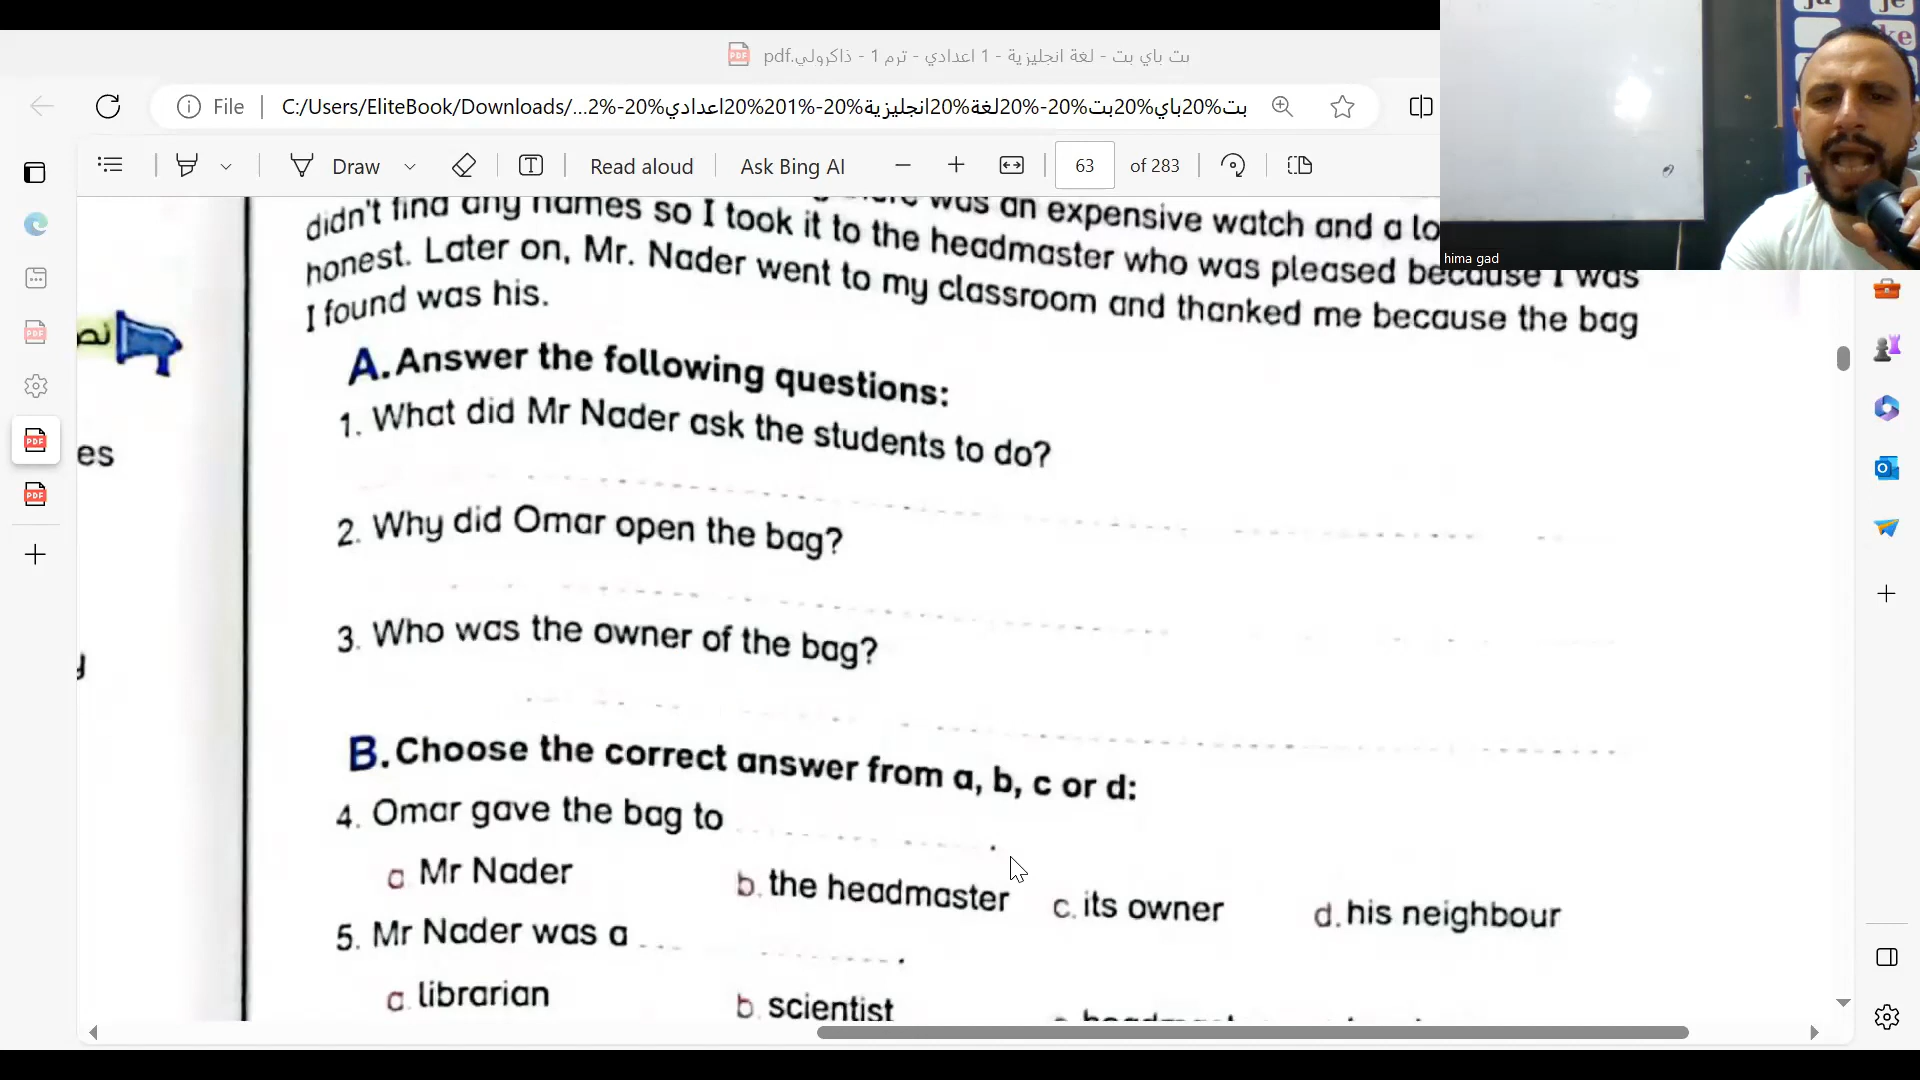 بت باي بت - لغة انجليزية - 1 اعدادي - ترم 1 - ذاكرولي.pdf
File C:/Users/EliteBook/Downloads/...2%-20%اعدادي20%201%-20%انجليزية20%لغة20%-20%بت20%باي20%بت
Draw Read aloud Ask Bing AI 63 of 283
was an expensive watch and a lo
didn't find any names so I took it to the headmaster who was pleased because I was
honest. Later on, Mr. Nader went to my classroom and thanked me because the bag
I found was his.
A. Answer the following questions:
1. What did Mr Nader ask the students to do?
es
2. Why did Omar open the bag?
3. Who was the owner of the bag?
B. Choose the correct answer from a, b, c or d:
4. Omar gave the bag to .
a Mr Nader b. the headmaster c. its owner d. his neighbour
5. Mr Nader was a .
a. librarian b. scientist
hima gad